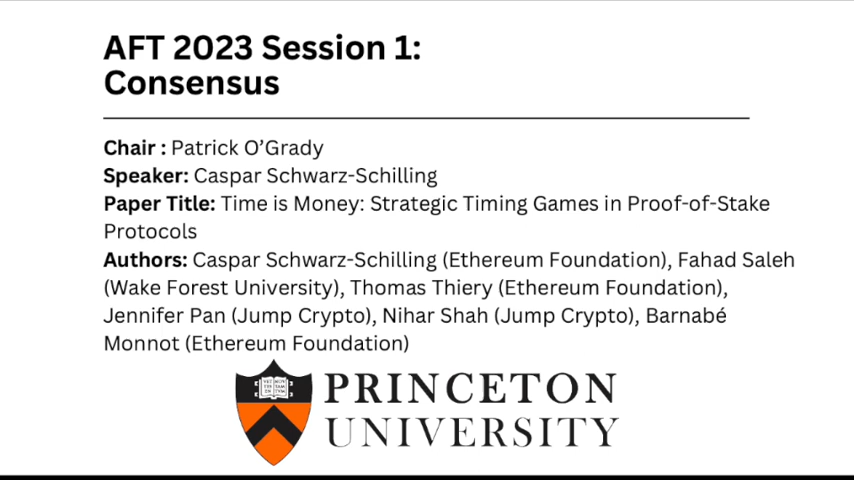 AFT 2023 Session 1:
Consensus
Chair : Patrick O’Grady
Speaker: Caspar Schwarz-Schilling
Paper Title: Time is Money: Strategic Timing Games in Proof-of-Stake
Protocols
Authors: Caspar Schwarz-Schilling (Ethereum Foundation), Fahad Saleh
(Wake Forest University), Thomas Thiery (Ethereum Foundation),
Jennifer Pan (Jump Crypto), Nihar Shah (Jump Crypto), Barnabé
Monnot (Ethereum Foundation)
PRINCETON
UNIVERSITY